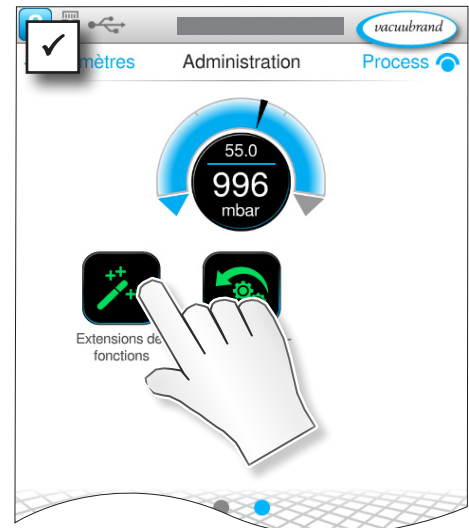 vacuubrand
mètres Administration Process
55.0
996
mbar
Extensions de
fonctions